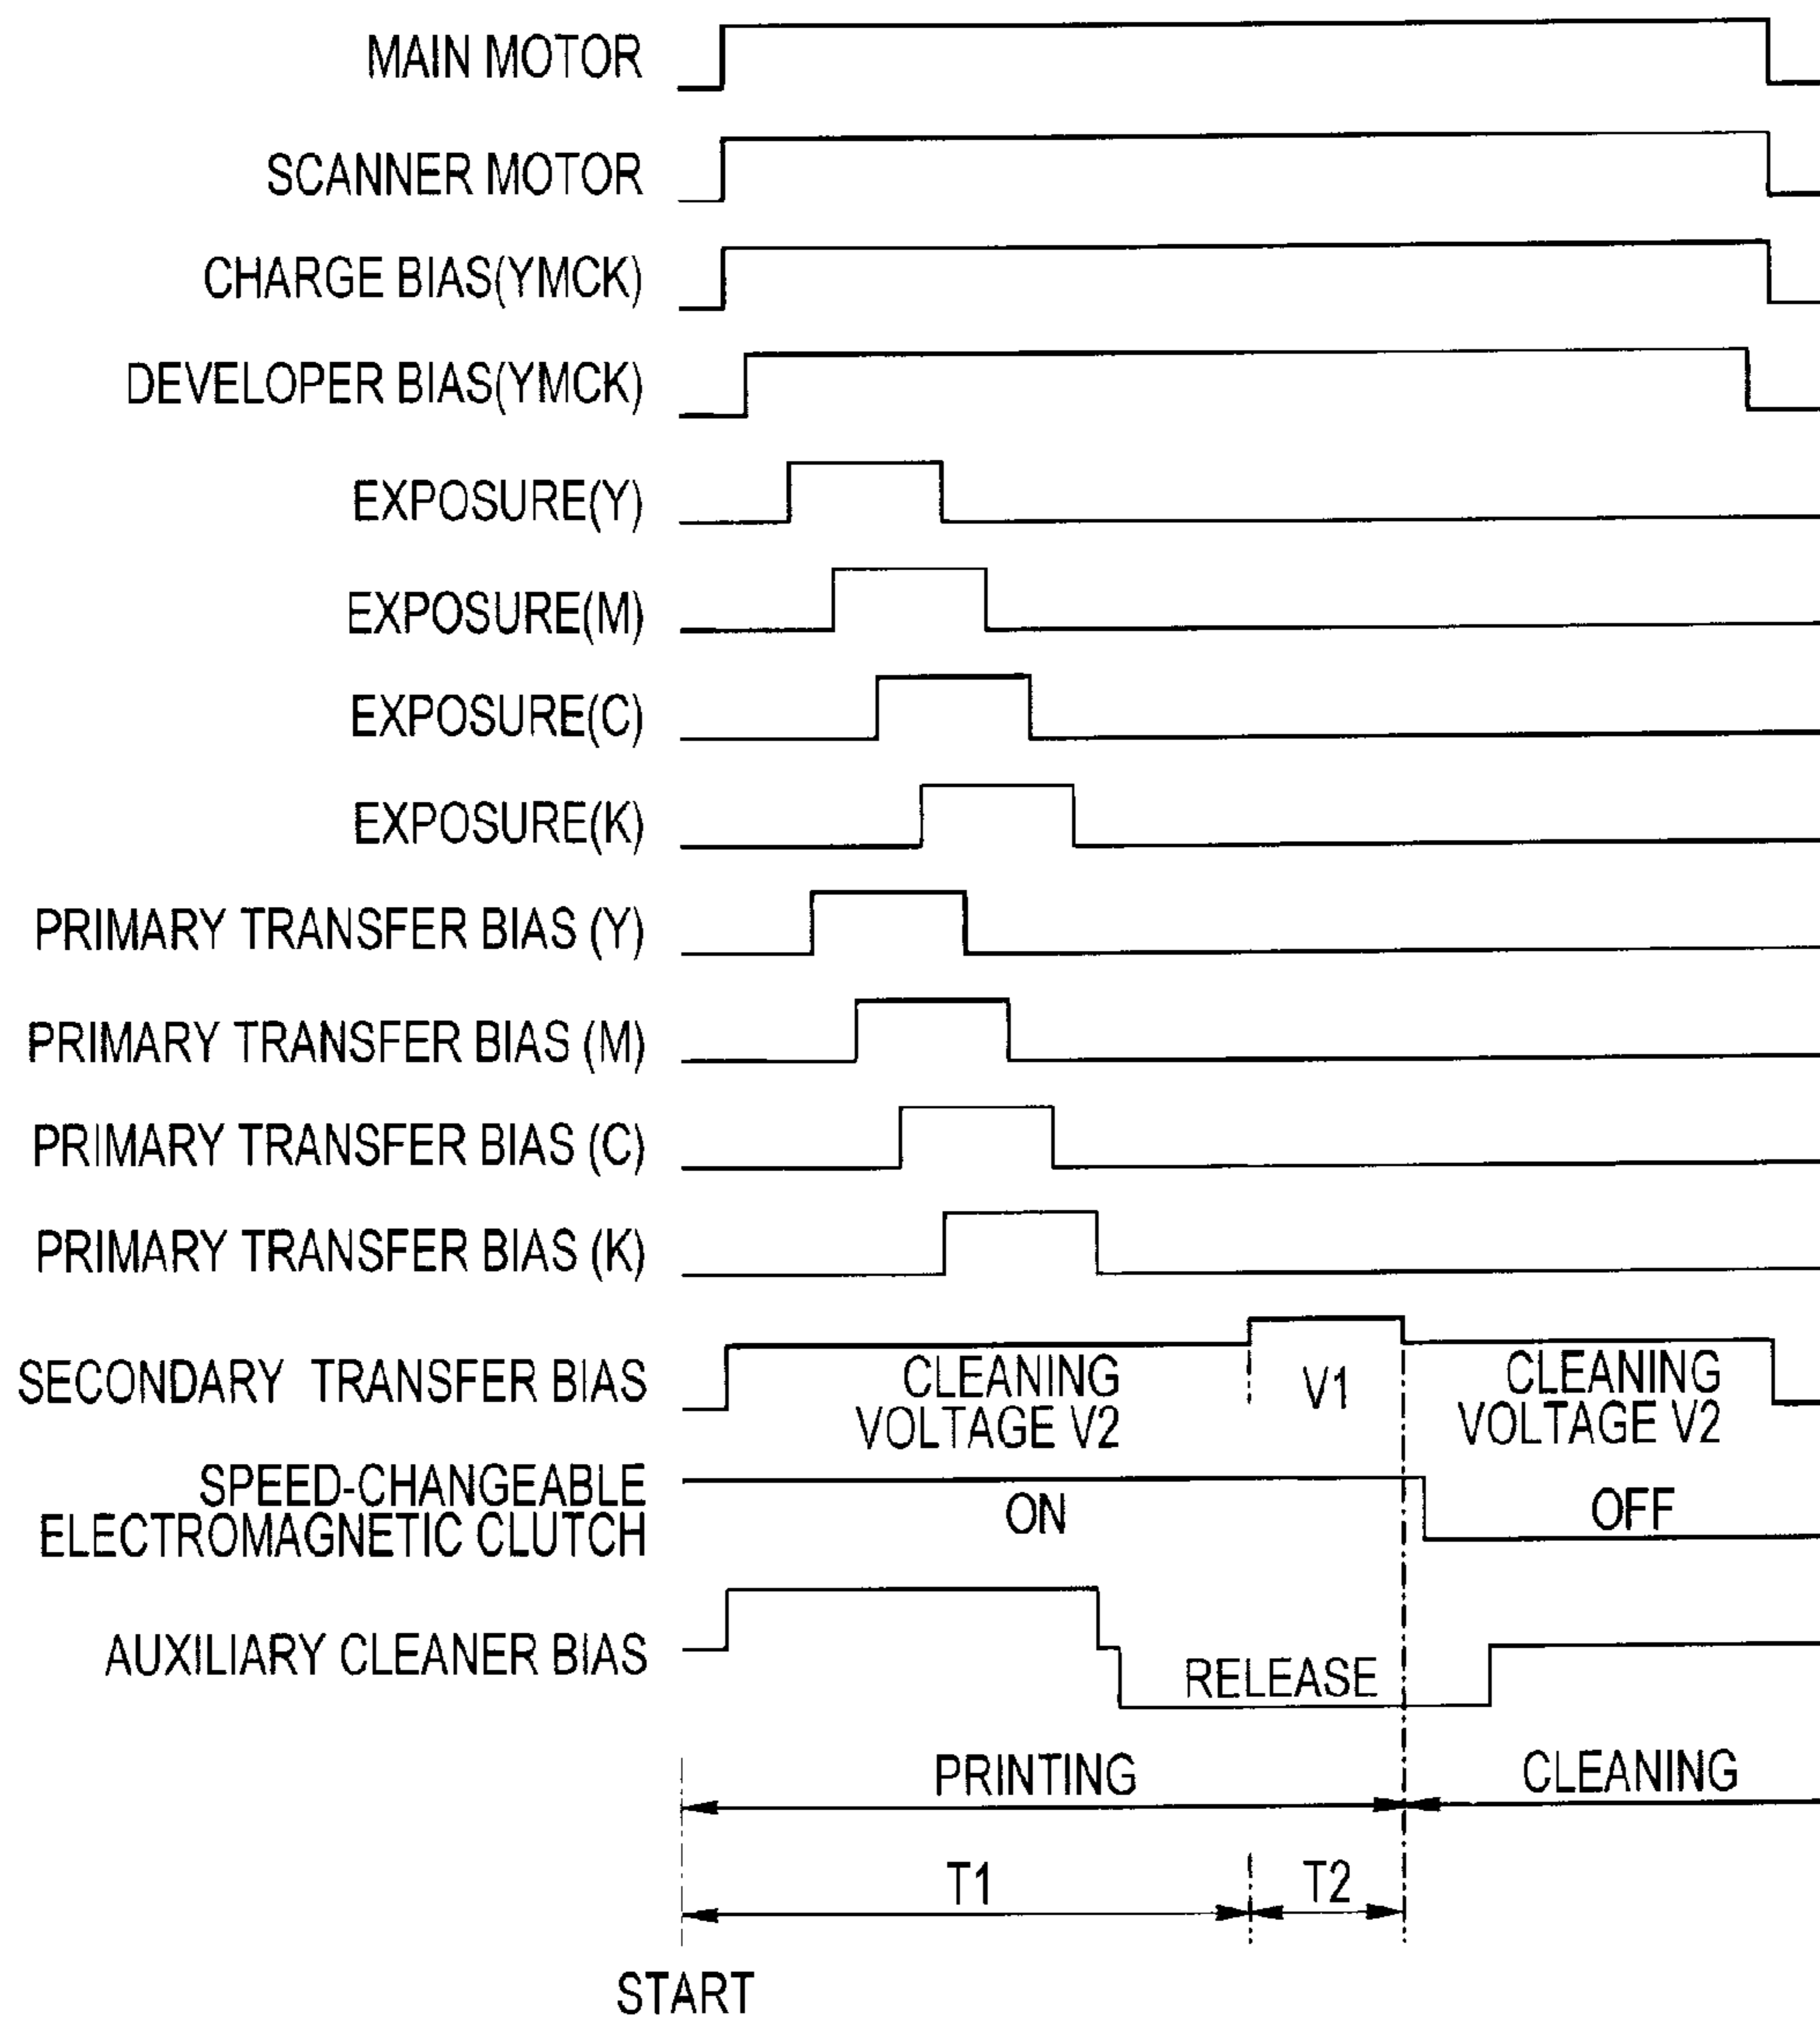 MAIN MOTOR
SCANNER MOTOR
CHARGE BIAS(YMCK)
DEVELOPER BIAS(YMCK)
EXPOSURE(Y)
EXPOSURE(M)
EXPOSURE(C)
EXPOSURE(K)
PRIMARY TRANSFER BIAS (Y)
PRIMARY TRANSFER BIAS (M)
PRIMARY TRANSFER BIAS (C)
PRIMARY TRANSFER BIAS (K)
SECONDARY TRANSFER BIAS
CLEANING
VOLTAGE V2
V1
CLEANING
VOLTAGE V2
SPEED-CHANGEABLE
ELECTROMAGNETIC CLUTCH
ON
OFF
AUXILIARY CLEANER BIAS
RELEASE
PRINTING
CLEANING
T1
T2
START